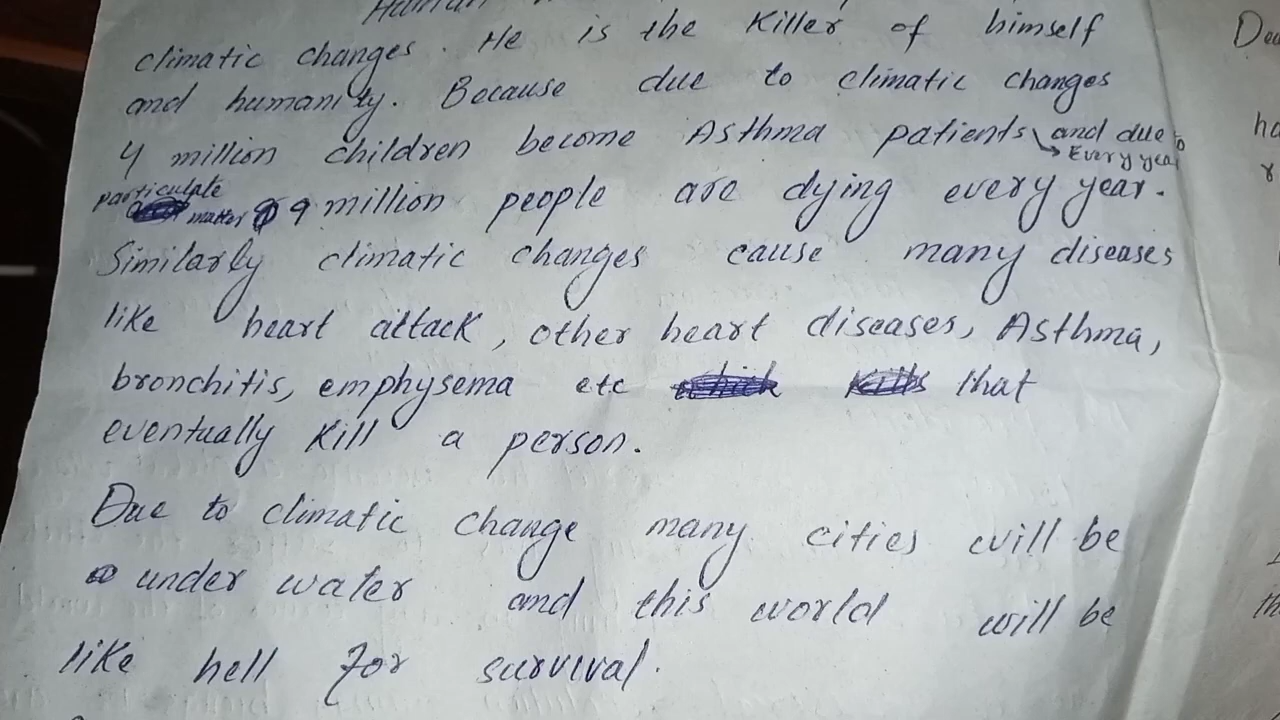 Human
climatic changes. He is the Killer of himself
and humanity. Because due to climatic changes
4 million children become Asthma patients and due to
Every year
particulate
matter 9 million people are dying every year.
Similarly climatic changes cause many diseases
like heart attack, other heart diseases, Asthma,
bronchitis, emphysema etc that
eventually Kill a person.
Due to climatic change many cities will be
under water and this world will be
like hell for survival.